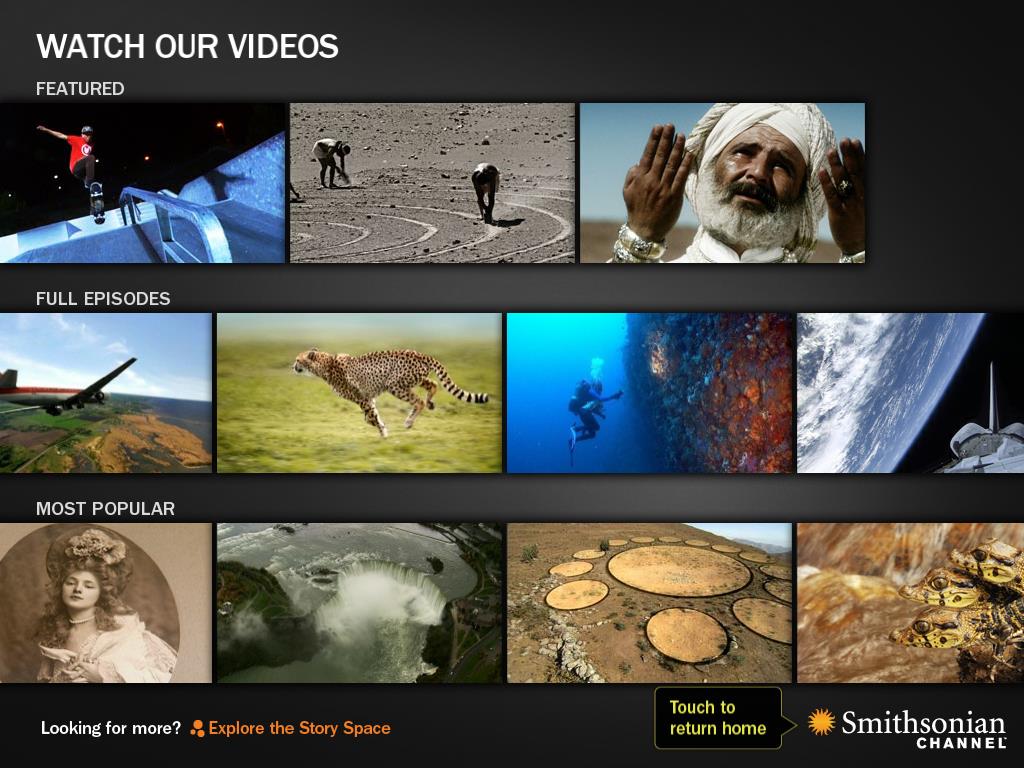 WATCH OUR VIDEOS
FEATURED
FULL EPISODES
MOST POPULAR
Looking for more? Explore the Story Space
Touch to
return home
Smithsonian
CHANNEL